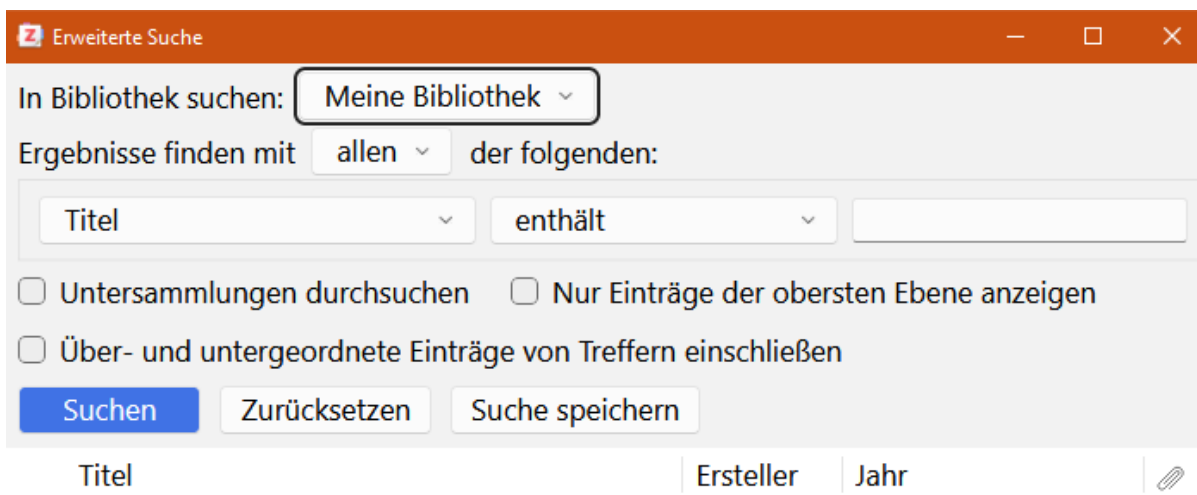 Z Erweiterte Suche
In Bibliothek suchen: Meine Bibliothek
Ergebnisse finden mit allen der folgenden:
Titel enthält
Untersammlungen durchsuchen Nur Einträge der obersten Ebene anzeigen
Über- und untergeordnete Einträge von Treffern einschließen
Suchen Zurücksetzen Suche speichern
Titel Ersteller Jahr